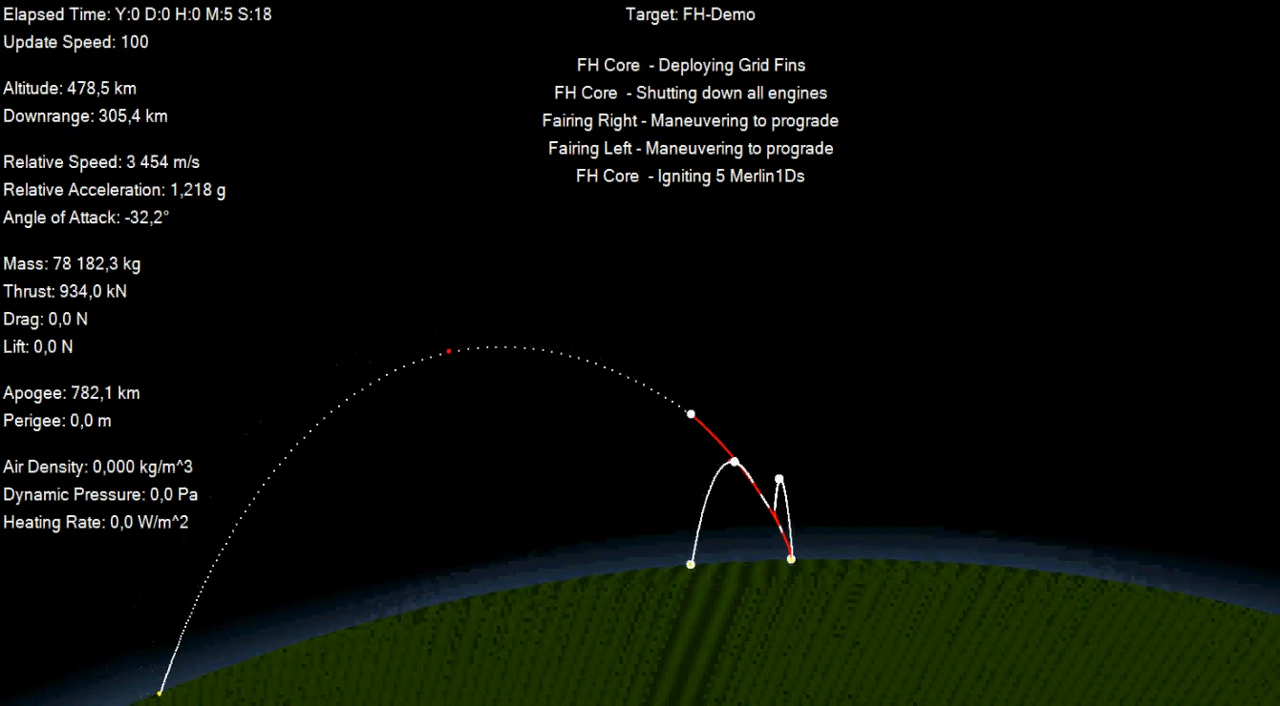 Elapsed Time: Y:0 D:0 H:0 M:5 S:18
Update Speed: 100
Altitude: 478,5 km
Downrange: 305,4 km
Relative Speed: 3 454 m/s
Relative Acceleration: 1,218 g
Angle of Attack: -32,2°
Mass: 78 182,3 kg
Thrust: 934,0 kN
Drag: 0,0 N
Lift: 0,0 N
Apogee: 782,1 km
Perigee: 0,0 m
Air Density: 0,000 kg/m^3
Dynamic Pressure: 0,0 Pa
Heating Rate: 0,0 W/m^2
Target: FH-Demo
FH Core - Deploying Grid Fins
FH Core - Shutting down all engines
Fairing Right - Maneuvering to prograde
Fairing Left - Maneuvering to prograde
FH Core - Igniting 5 Merlin1Ds